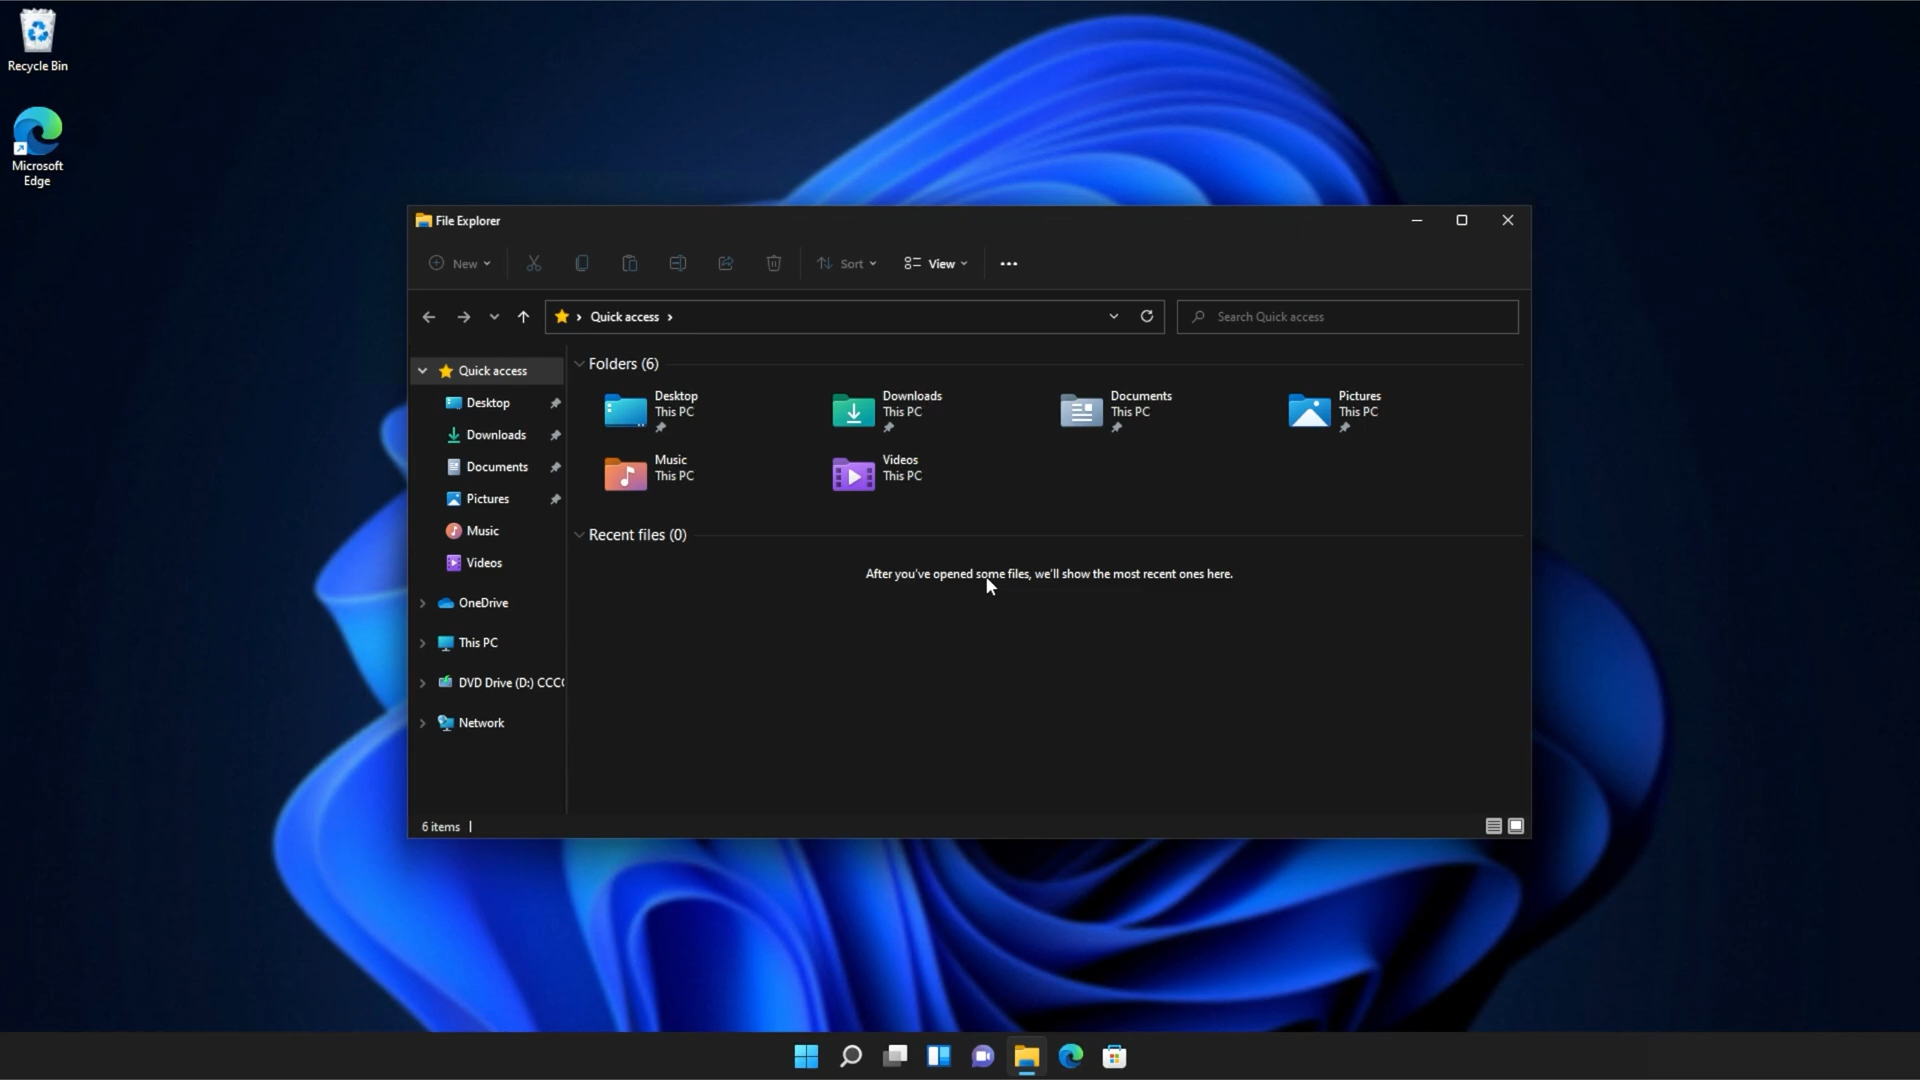 Recycle Bin
Microsoft
Edge
File Explorer
New
Sort
View
Quick access
Search Quick access
Quick access
Desktop
Downloads
Documents
Pictures
Music
Videos
OneDrive
This PC
DVD Drive (D:) CCC
Network
Folders (6)
Desktop
This PC
Downloads
This PC
Documents
This PC
Pictures
This PC
Music
This PC
Videos
This PC
Recent files (0)
After you've opened some files, we'll show the most recent ones here.
6 items